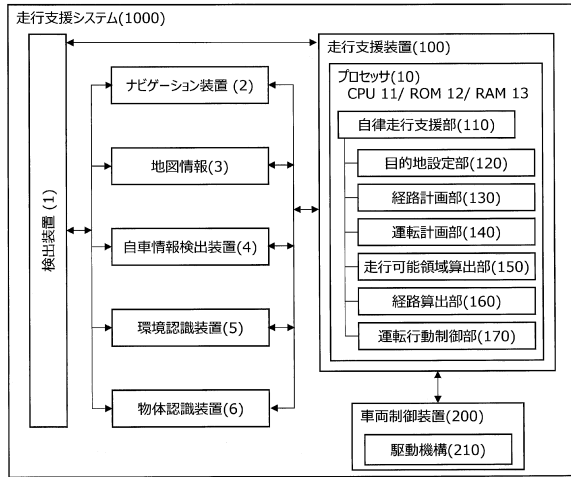 走行支援システム(1000)
検出装置 (1)
ナビゲーション装置 (2)
地図情報(3)
自車情報検出装置(4)
環境認識装置(5)
物体認識装置(6)
走行支援装置(100)
プロセッサ(10)
CPU 11/ ROM 12/ RAM 13
自律走行支援部(110)
目的地設定部(120)
経路計画部(130)
運転計画部(140)
走行可能領域算出部(150)
経路算出部(160)
運転行動制御部(170)
車両制御装置(200)
駆動機構(210)